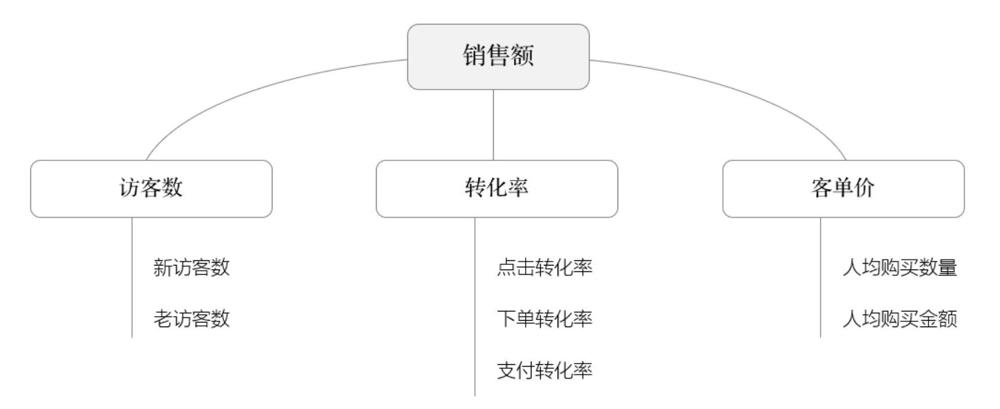 销售额
访客数
转化率
客单价
新访客数
老访客数
点击转化率
下单转化率
支付转化率
人均购买数量
人均购买金额